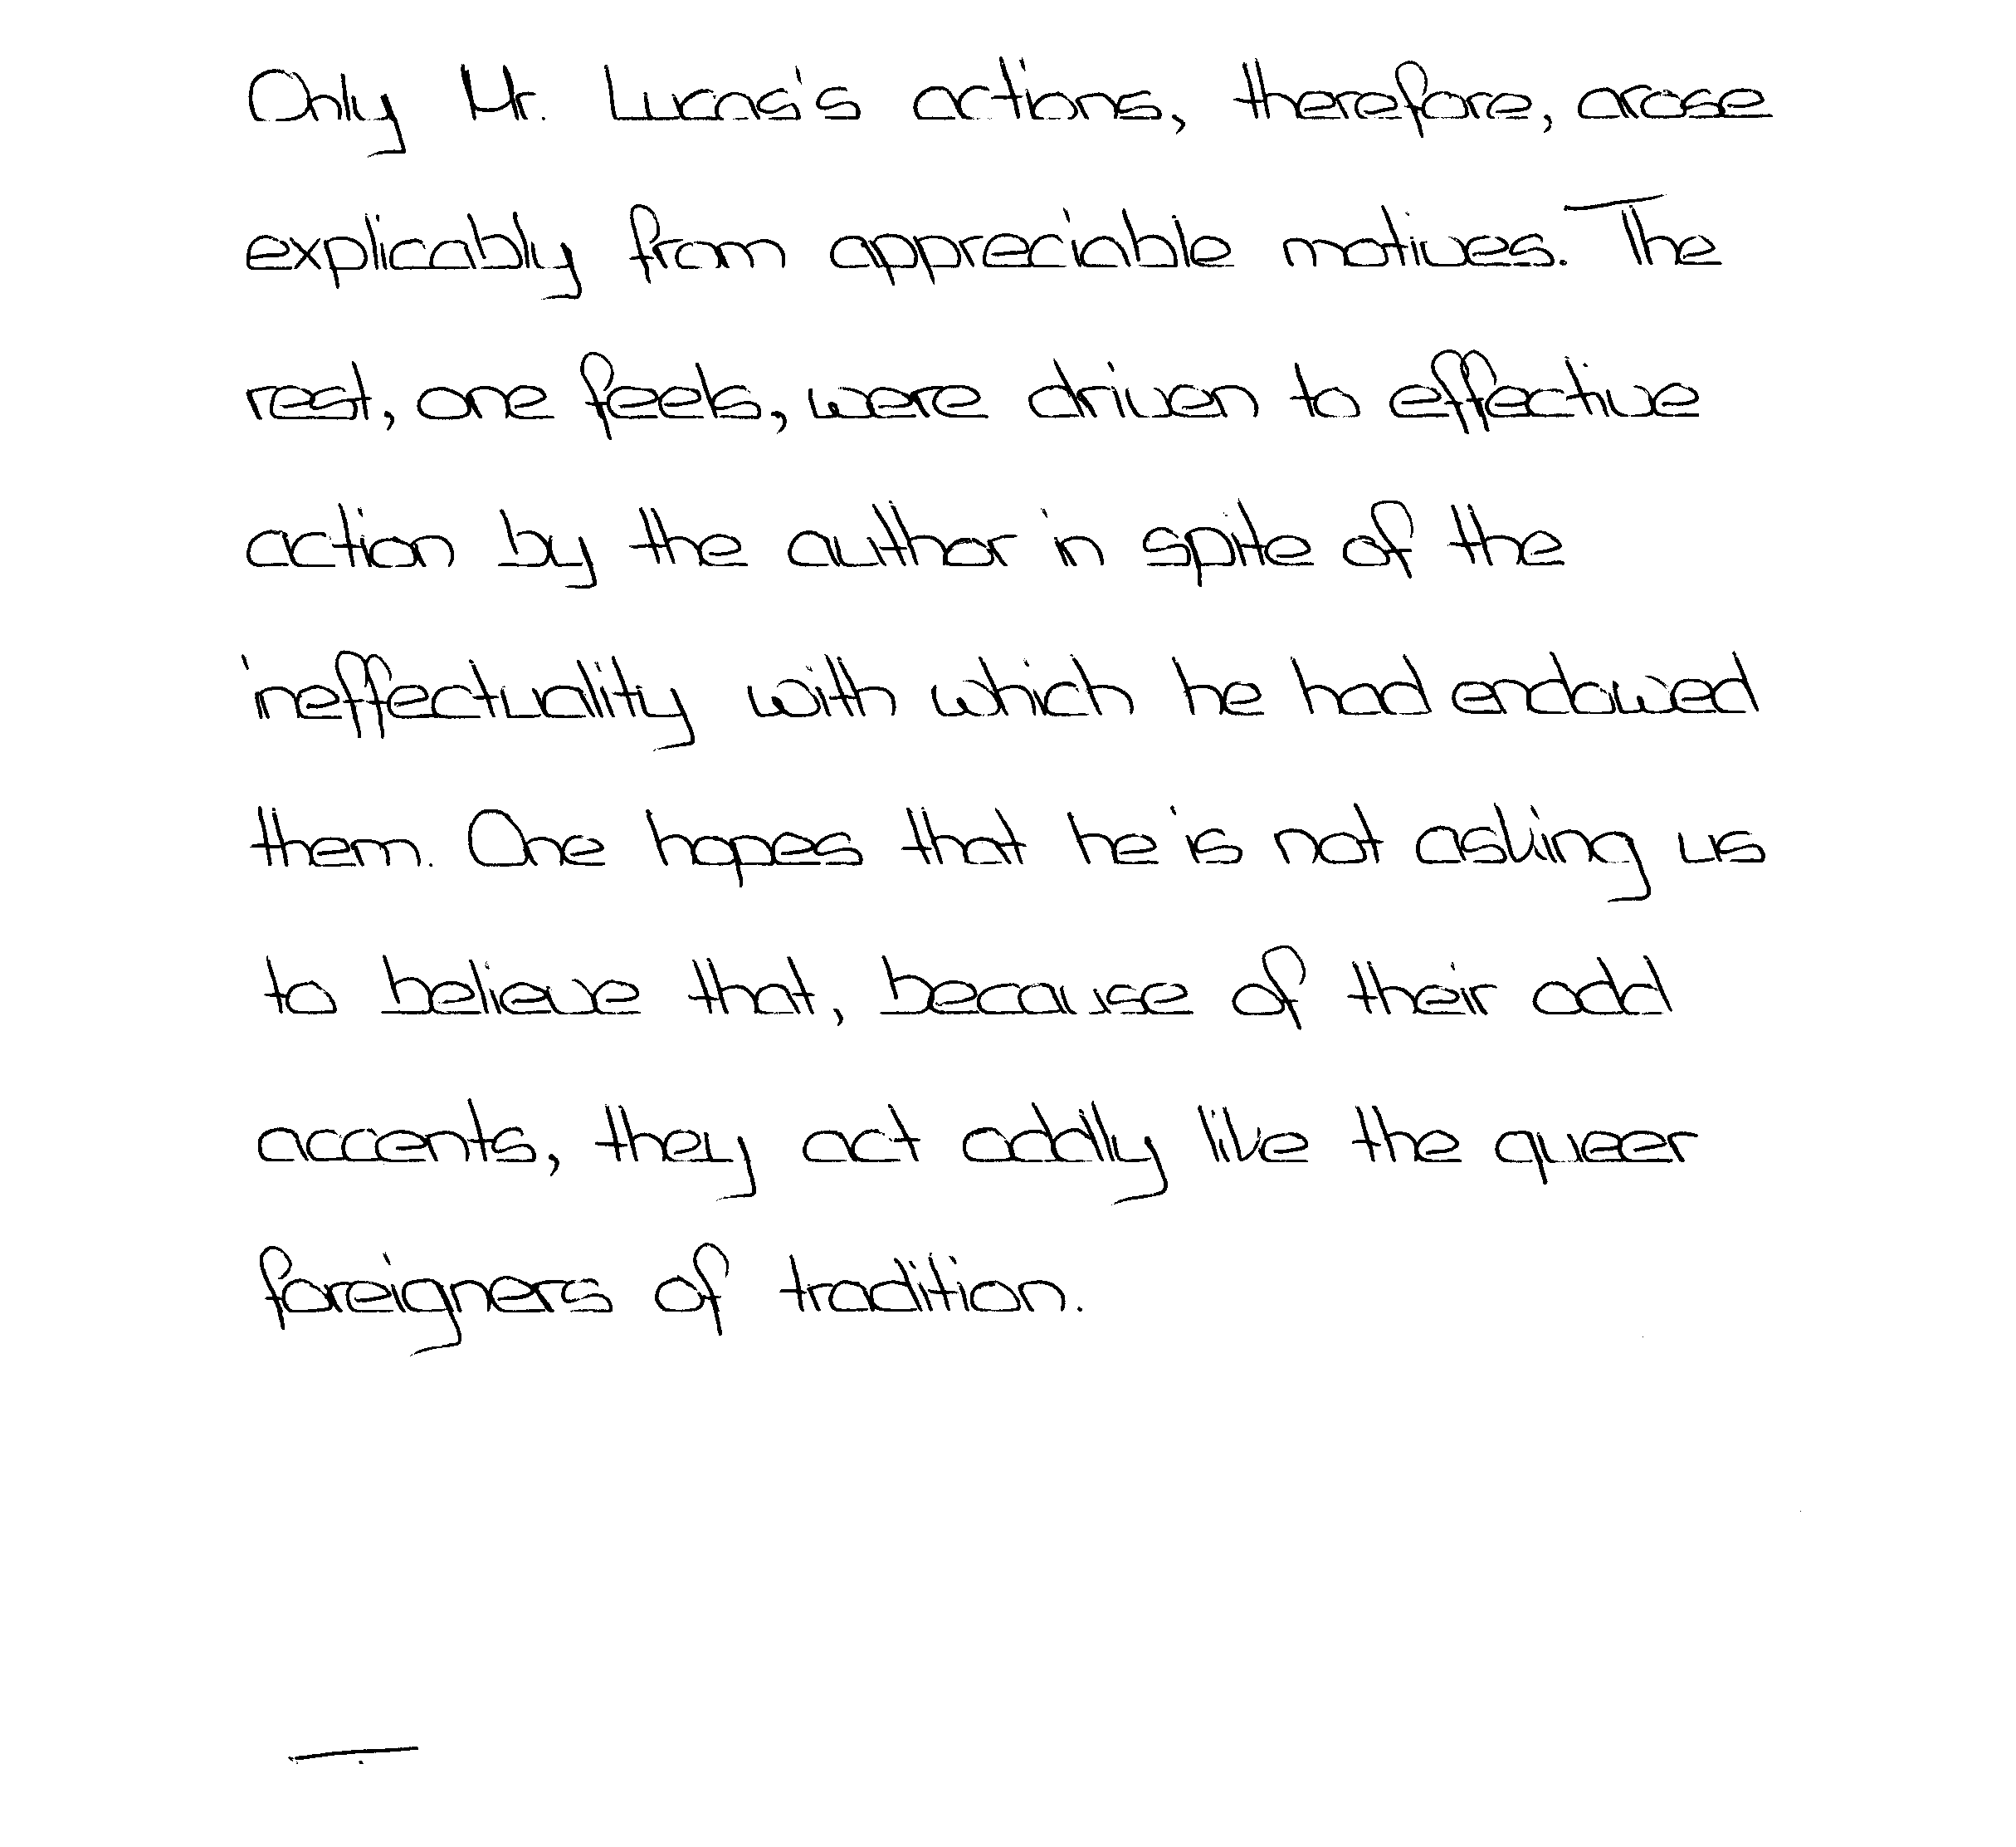 Only Mr. Lucas's actions, therefore, arose
explicably from appreciable motives. The
rest, one feels, were driven to effective
action by the author in spite of the
ineffectuality with which he had endowed
them. One hopes that he is not asking us
to believe that, because of their odd
accents, they act oddly like the queer
foreigners of tradition.